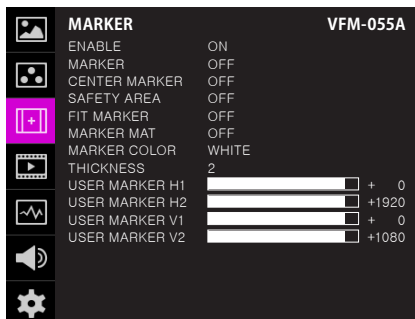 MARKER VFM-055A
ENABLE ON
MARKER OFF
CENTER MARKER OFF
SAFETY AREA OFF
FIT MARKER OFF
MARKER MAT OFF
MARKER COLOR WHITE
THICKNESS 2
USER MARKER H1 + 0
USER MARKER H2 +1920
USER MARKER V1 + 0
USER MARKER V2 +1080